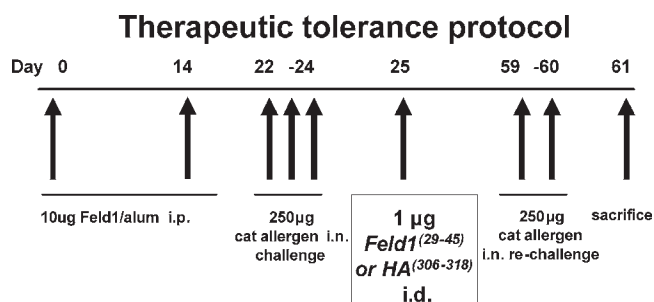 Therapeutic tolerance protocol
Day 0 14 22 -24 25 59 -60 61
10ug Feld1/alum i.p.
250µg
cat allergen i.n.
challenge
1 µg
Feld1(29-45)
or HA(306-318)
i.d.
250µg
cat allergen
i.n. re-challenge
sacrifice